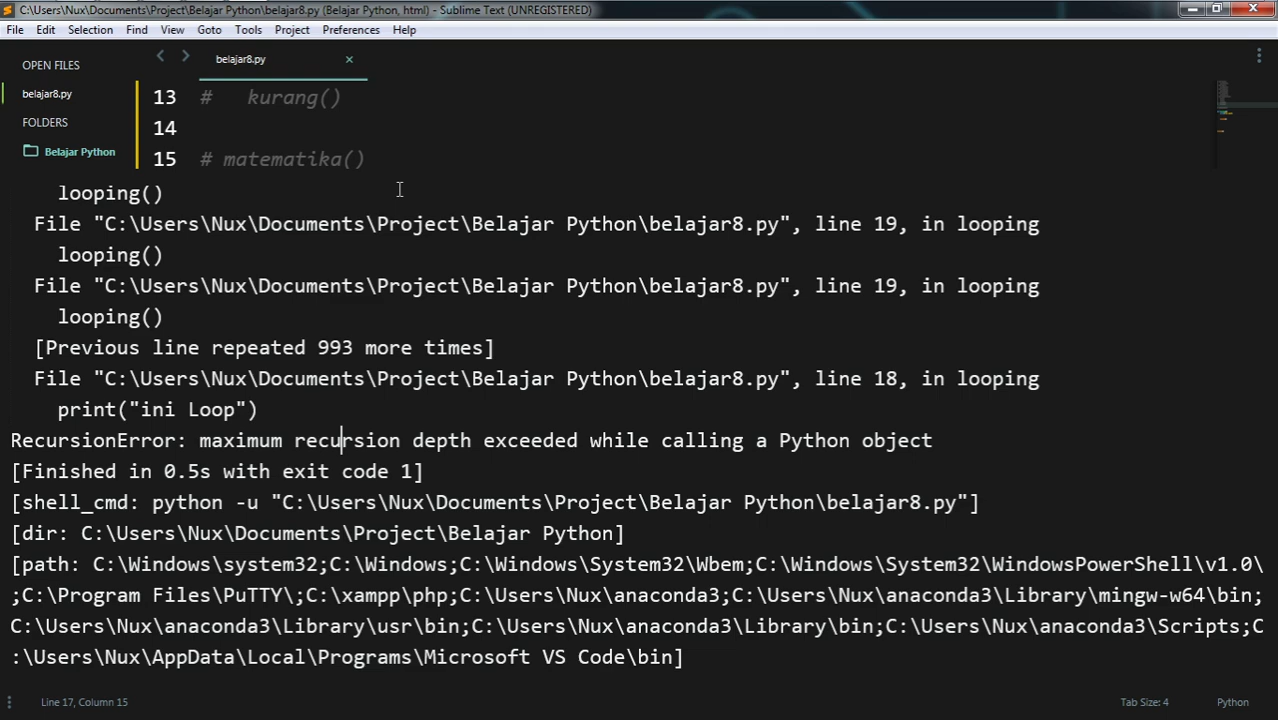 C:\Users\Nux\Documents\Project\Belajar Python\belajar8.py (Belajar Python, html) - Sublime Text (UNREGISTERED)
File Edit Selection Find View Goto Tools Project Preferences Help
OPEN FILES
belajar8.py
FOLDERS
Belajar Python
belajar8.py
13 #   kurang()
14
15 # matematika()
    looping()
  File "C:\Users\Nux\Documents\Project\Belajar Python\belajar8.py", line 19, in looping
    looping()
  File "C:\Users\Nux\Documents\Project\Belajar Python\belajar8.py", line 19, in looping
    looping()
  [Previous line repeated 993 more times]
  File "C:\Users\Nux\Documents\Project\Belajar Python\belajar8.py", line 18, in looping
    print("ini Loop")
RecursionError: maximum recursion depth exceeded while calling a Python object
[Finished in 0.5s with exit code 1]
[shell_cmd: python -u "C:\Users\Nux\Documents\Project\Belajar Python\belajar8.py"]
[dir: C:\Users\Nux\Documents\Project\Belajar Python]
[path: C:\Windows\system32;C:\Windows;C:\Windows\System32\Wbem;C:\Windows\System32\WindowsPowerShell\v1.0\
;C:\Program Files\PuTTY\;C:\xampp\php;C:\Users\Nux\anaconda3;C:\Users\Nux\anaconda3\Library\mingw-w64\bin;
C:\Users\Nux\anaconda3\Library\usr\bin;C:\Users\Nux\anaconda3\Library\bin;C:\Users\Nux\anaconda3\Scripts;C
:\Users\Nux\AppData\Local\Programs\Microsoft VS Code\bin]
Line 17, Column 15
Tab Size: 4
Python